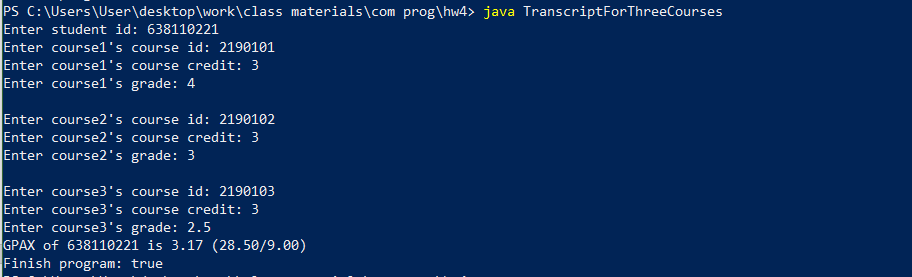 PS C:\Users\User\desktop\work\class materials\com prog\hw4> java TranscriptForThreeCourses
Enter student id: 638110221
Enter course1's course id: 2190101
Enter course1's course credit: 3
Enter course1's grade: 4
Enter course2's course id: 2190102
Enter course2's course credit: 3
Enter course2's grade: 3
Enter course3's course id: 2190103
Enter course3's course credit: 3
Enter course3's grade: 2.5
GPAX of 638110221 is 3.17 (28.50/9.00)
Finish program: true